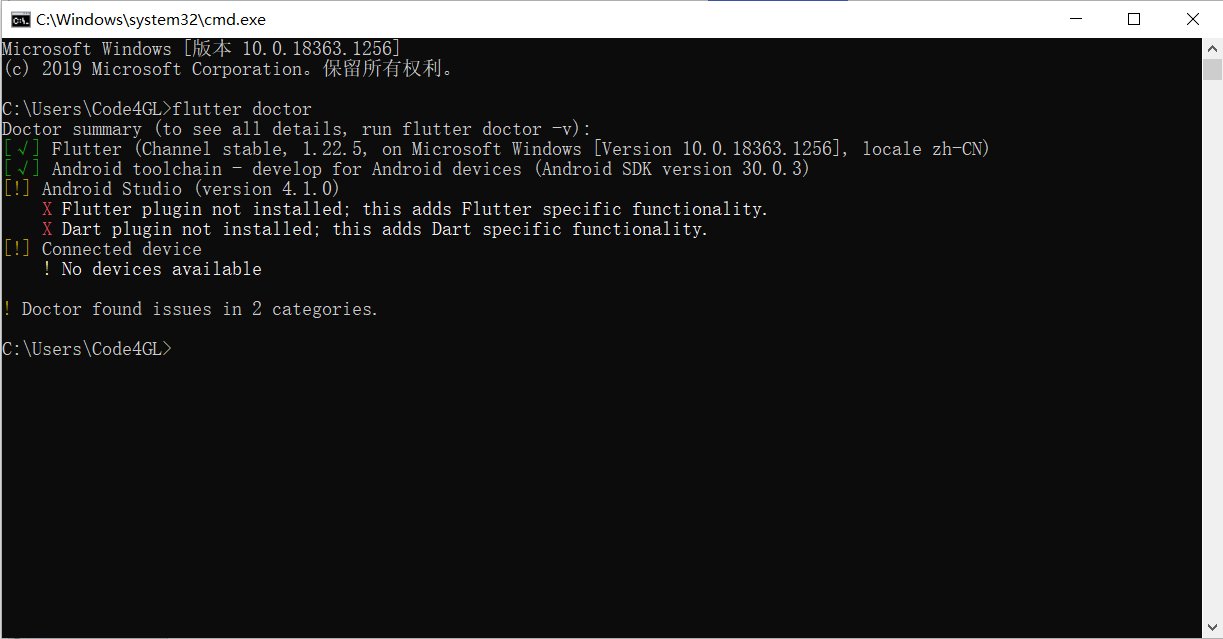 C:\Windows\system32\cmd.exe
Microsoft Windows [版本 10.0.18363.1256]
(c) 2019 Microsoft Corporation。保留所有权利。
C:\Users\Code4GL>flutter doctor
Doctor summary (to see all details, run flutter doctor -v):
[√] Flutter (Channel stable, 1.22.5, on Microsoft Windows [Version 10.0.18363.1256], locale zh-CN)
[√] Android toolchain - develop for Android devices (Android SDK version 30.0.3)
[!] Android Studio (version 4.1.0)
X Flutter plugin not installed; this adds Flutter specific functionality.
X Dart plugin not installed; this adds Dart specific functionality.
[!] Connected device
! No devices available
! Doctor found issues in 2 categories.
C:\Users\Code4GL>